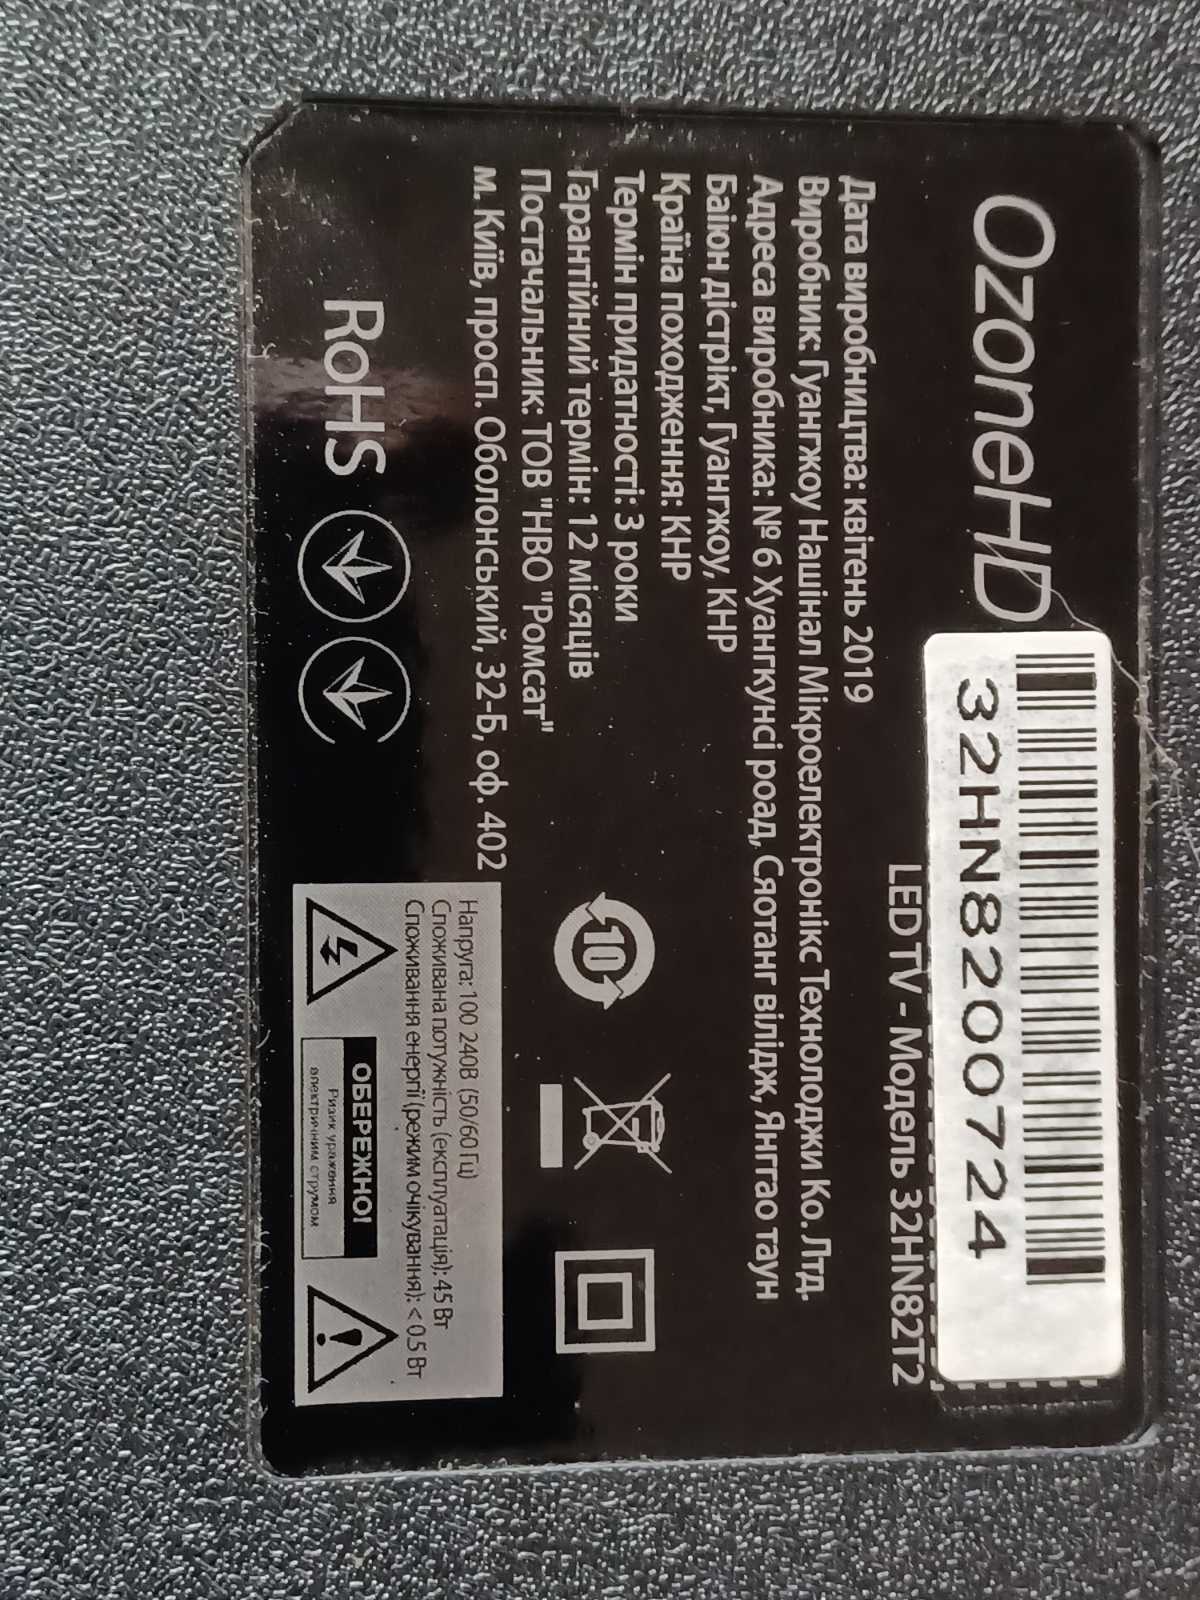 OzoneHD
32HN8200724
LED TV - Модель 32HN82T2
Дата виробництва: квітень 2019
Виробник: Гуангжоу Нашінал Мікроелектронікс Технолоджи Ко. Лтд.
Адреса виробника: № 6 Хуангкунсі роад, Сяотанг вілідж, Янггао таун
Баіюн дістрікт, Гуангжоу, КНР
Країна походження: КНР
Термін придатності: 3 роки
Гарантійний термін: 12 місяців
Постачальник: ТОВ "НВО "Ромсат"
м. Київ, просп. Оболонський, 32-Б, оф. 402
10
RoHS
Напруга: 100 240В (50/60 Гц)
Споживана потужність (експлуатація): 45 Вт
Споживання енергії (режим очікування): < 0.5 Вт
ОБЕРЕЖНО!
Ризик ураження
електричним струмом